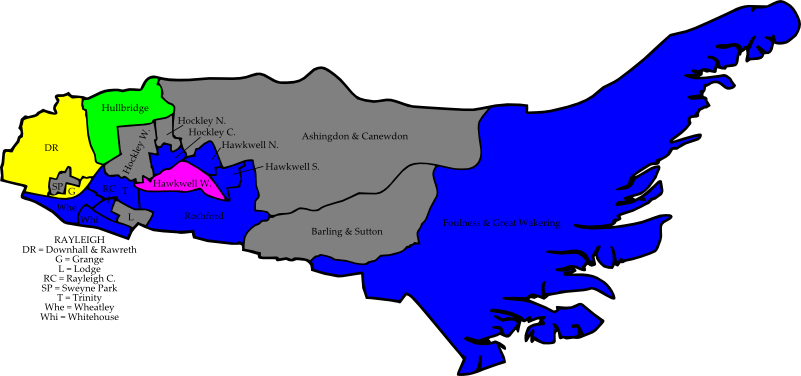 Hullbridge
Hockley N.
Hockley C.
Ashingdon & Canewdon
DR
Hockley W.
Hawkwell N.
Hawkwell S.
SP
G
RC
T
Hawkwell W.
Whe
Whi
L
Rochford
Foulness & Great Wakering
Barling & Sutton
RAYLEIGH
DR = Downhall & Rawreth
G = Grange
L = Lodge
RC = Rayleigh C.
SP = Sweyne Park
T = Trinity
Whe = Wheatley
Whi = Whitehouse